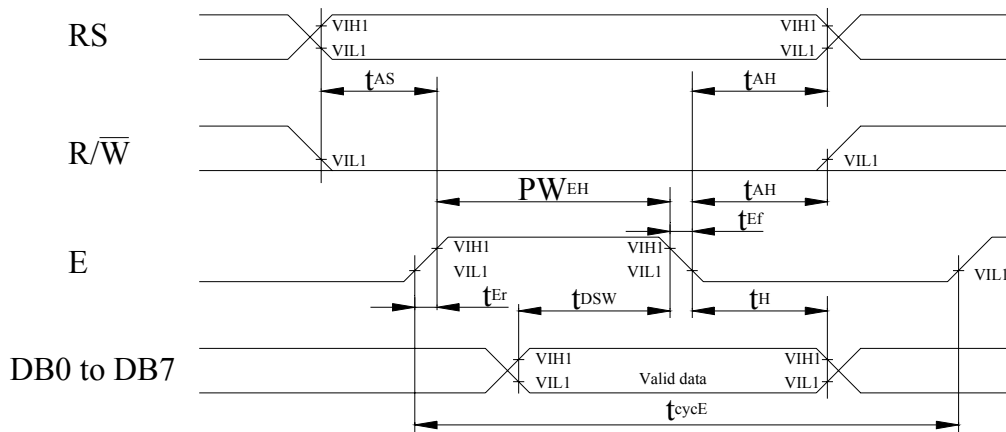 RS
VIH1
VIL1
VIH1
VIL1
tAS
tAH
R/W̅
VIL1
VIL1
PWEH
tAH
tEf
E
VIH1
VIL1
VIH1
VIL1
VIL1
tEr
tDSW
tH
DB0 to DB7
VIH1
VIL1
Valid data
VIH1
VIL1
tcycE